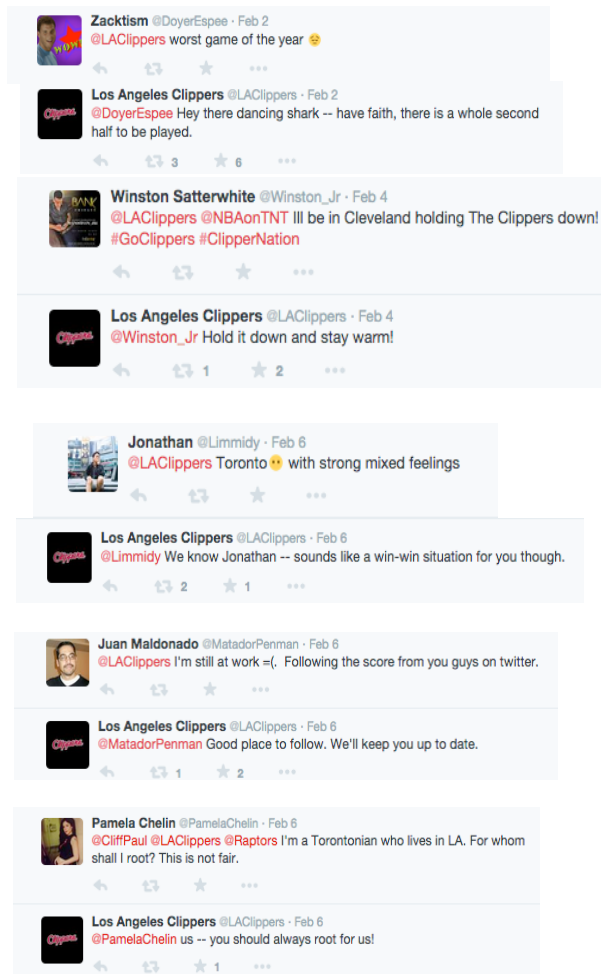 Zacktism @DoyerEspee · Feb 2
@LAClippers worst game of the year 😉
Los Angeles Clippers @LAClippers · Feb 2
@DoyerEspee Hey there dancing shark -- have faith, there is a whole second
half to be played.
3 6
Winston Satterwhite @Winston_Jr · Feb 4
@LAClippers @NBAonTNT Ill be in Cleveland holding The Clippers down!
#GoClippers #ClipperNation
Los Angeles Clippers @LAClippers · Feb 4
@Winston_Jr Hold it down and stay warm!
1 2
Jonathan @Limmidy · Feb 6
@LAClippers Toronto😶 with strong mixed feelings
Los Angeles Clippers @LAClippers · Feb 6
@Limmidy We know Jonathan -- sounds like a win-win situation for you though.
2 1
Juan Maldonado @MatadorPenman · Feb 6
@LAClippers I'm still at work =(.  Following the score from you guys on twitter.
Los Angeles Clippers @LAClippers · Feb 6
@MatadorPenman Good place to follow. We'll keep you up to date.
1 2
Pamela Chelin @PamelaChelin · Feb 6
@CliffPaul @LAClippers @Raptors I'm a Torontonian who lives in LA. For whom
shall I root? This is not fair.
Los Angeles Clippers @LAClippers · Feb 6
@PamelaChelin us -- you should always root for us!
1